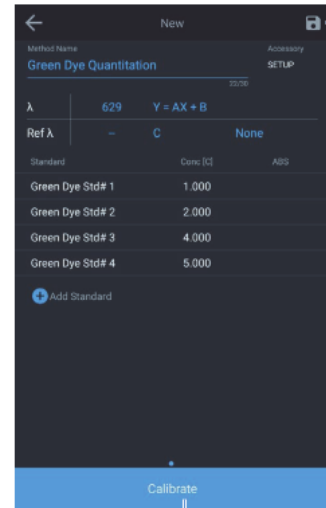 New
Method Name
Accessory
Green Dye Quantitation
SETUP
22/50
λ 629 Y = AX + B
Ref λ – C None
Standard Conc [C] ABS
Green Dye Std# 1 1.000
Green Dye Std# 2 2.000
Green Dye Std# 3 4.000
Green Dye Std# 4 5.000
Add Standard
Calibrate